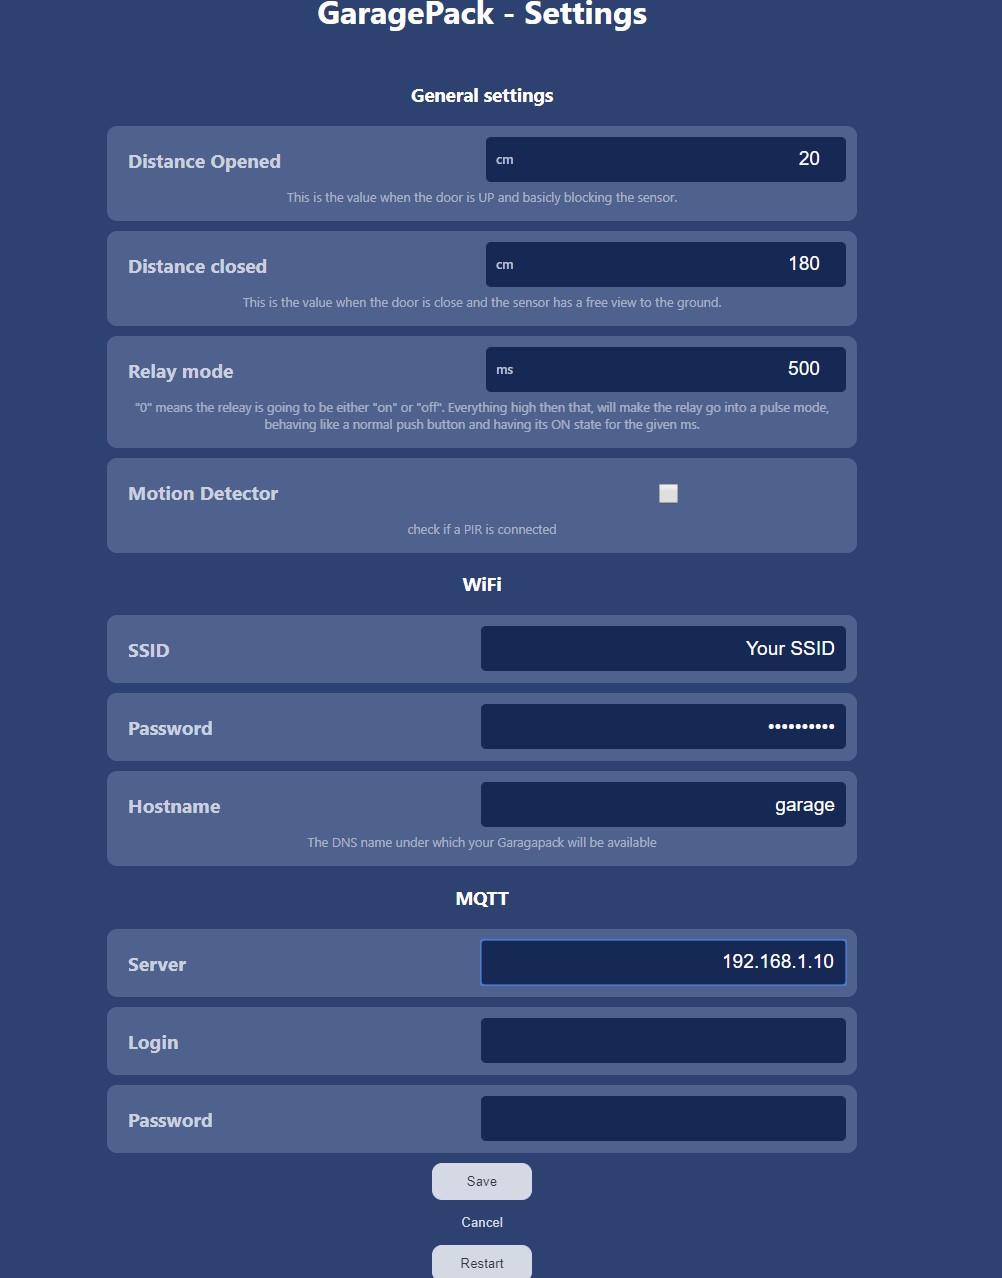 GaragePack - Settings
General settings
Distance Opened
cm
20
This is the value when the door is UP and basicly blocking the sensor.
Distance closed
cm
180
This is the value when the door is close and the sensor has a free view to the ground.
Relay mode
ms
500
"0" means the releay is going to be either "on" or "off". Everything high then that, will make the relay go into a pulse mode,
behaving like a normal push button and having its ON state for the given ms.
Motion Detector
check if a PIR is connected
WiFi
SSID
Your SSID
Password
••••••••••
Hostname
garage
The DNS name under which your Garagapack will be available
MQTT
Server
192.168.1.10
Login
Password
Save
Cancel
Restart